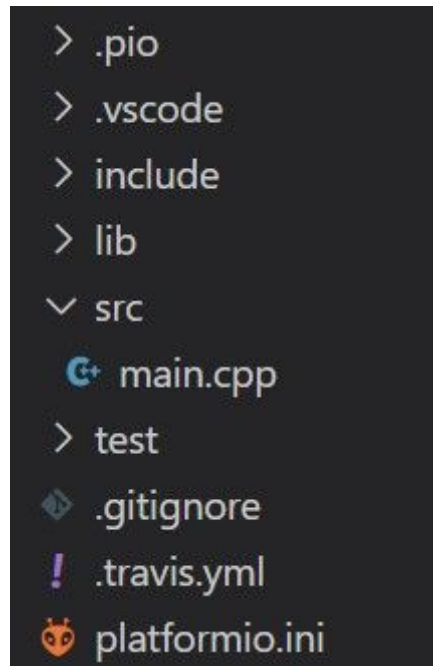 .pio
.vscode
include
lib
src
main.cpp
test
.gitignore
.travis.yml
platformio.ini